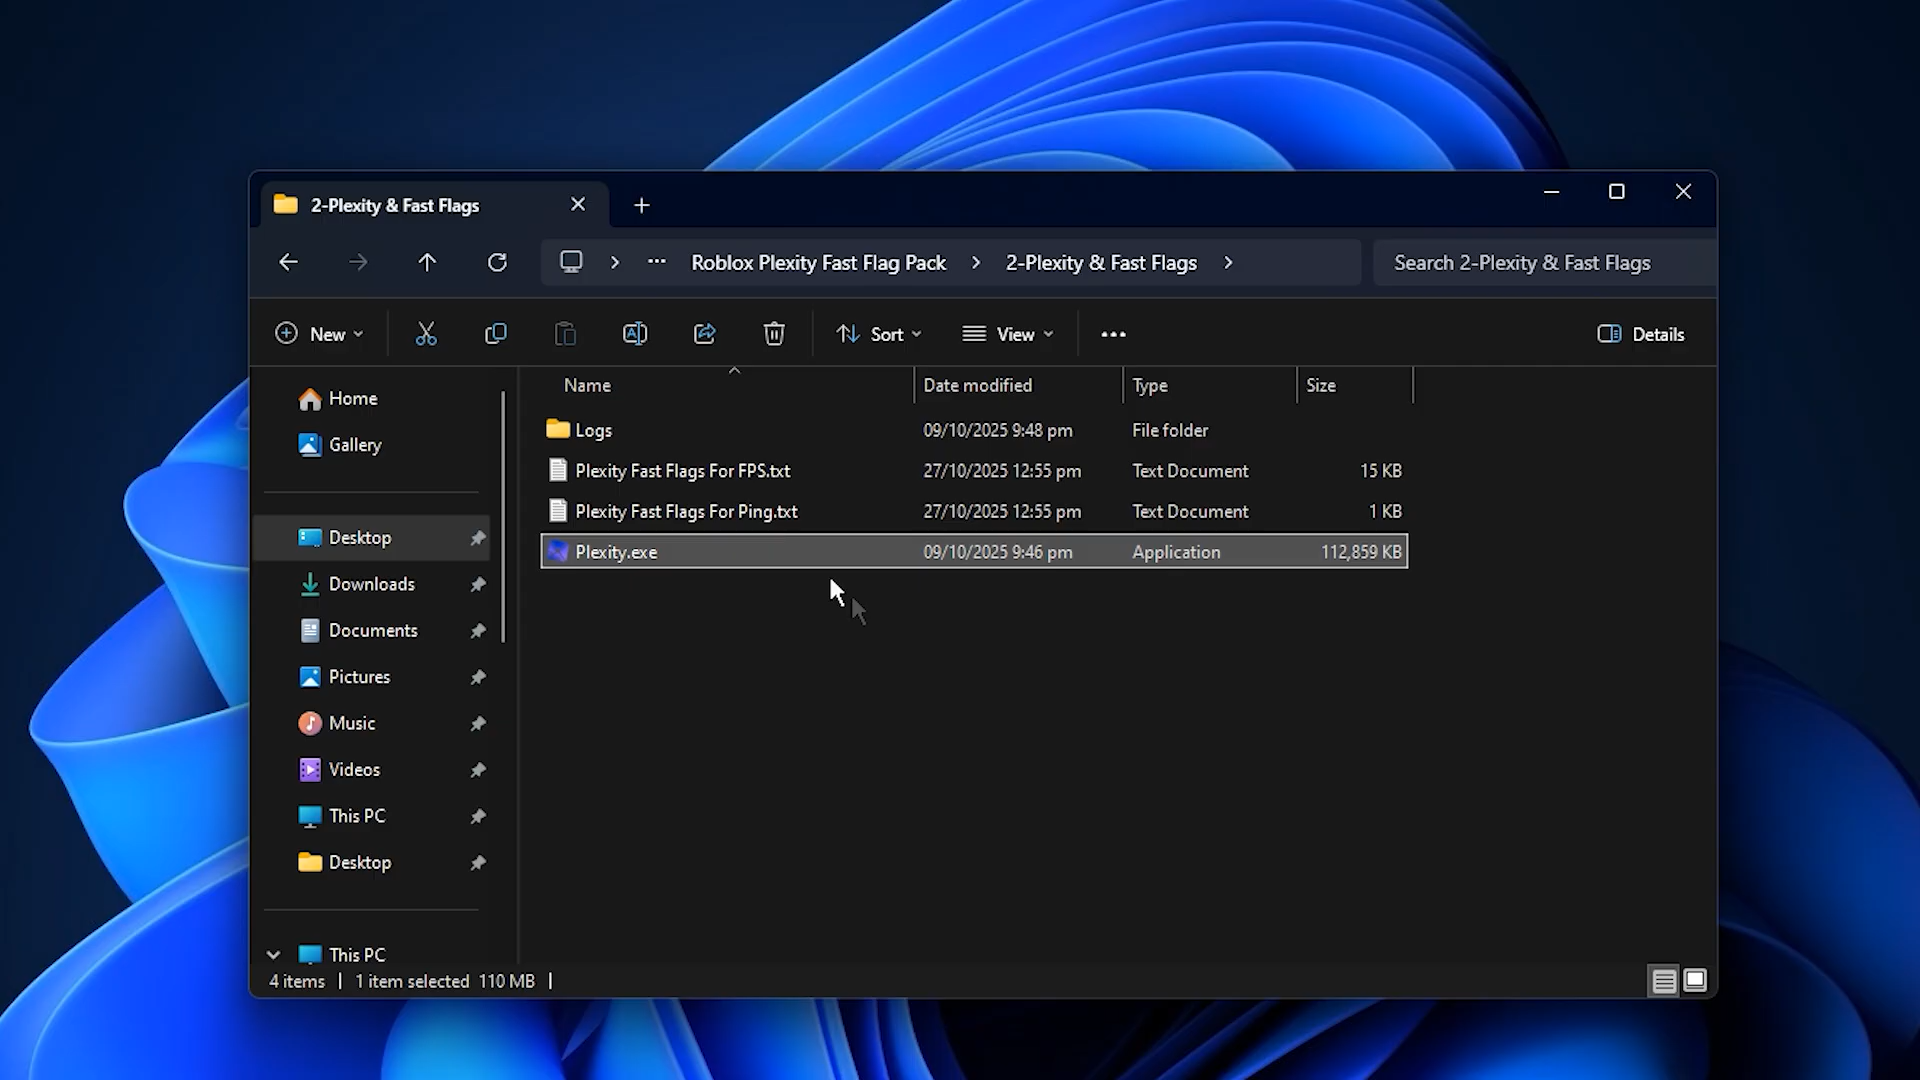 2-Plexity & Fast Flags
Roblox Plexity Fast Flag Pack 2-Plexity & Fast Flags Search 2-Plexity & Fast Flags
New Sort View Details
Name Date modified Type Size
Home
Gallery
Desktop
Downloads
Documents
Pictures
Music
Videos
This PC
Desktop
This PC
Logs 09/10/2025 9:48 pm File folder
Plexity Fast Flags For FPS.txt 27/10/2025 12:55 pm Text Document 15 KB
Plexity Fast Flags For Ping.txt 27/10/2025 12:55 pm Text Document 1 KB
Plexity.exe 09/10/2025 9:46 pm Application 112,859 KB
4 items 1 item selected 110 MB